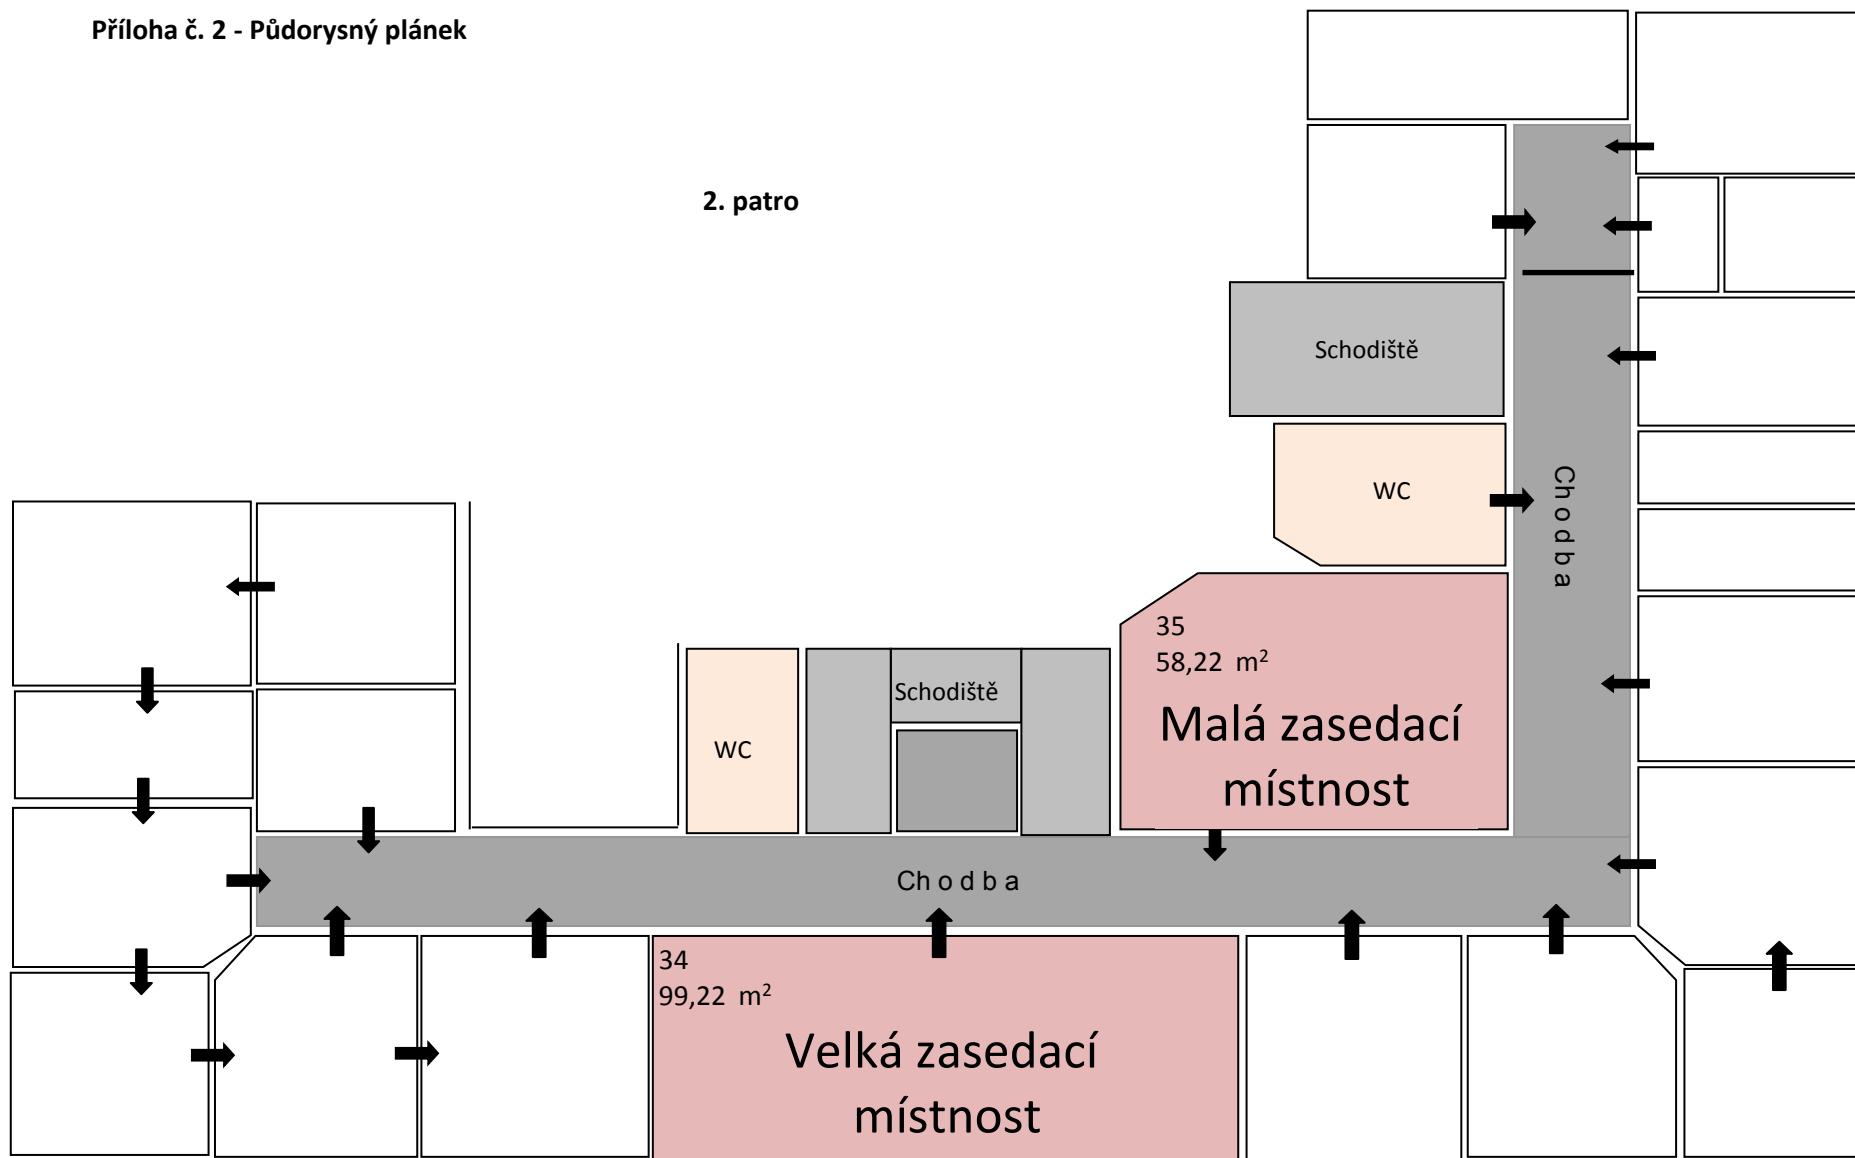 Příloha č. 2 - Půdorysný plánek
2. patro
Schodiště
WC
Chodba
35
58,22 m²
Malá zasedací
místnost
Schodiště
WC
Chodba
34
99,22 m²
Velká zasedací
místnost